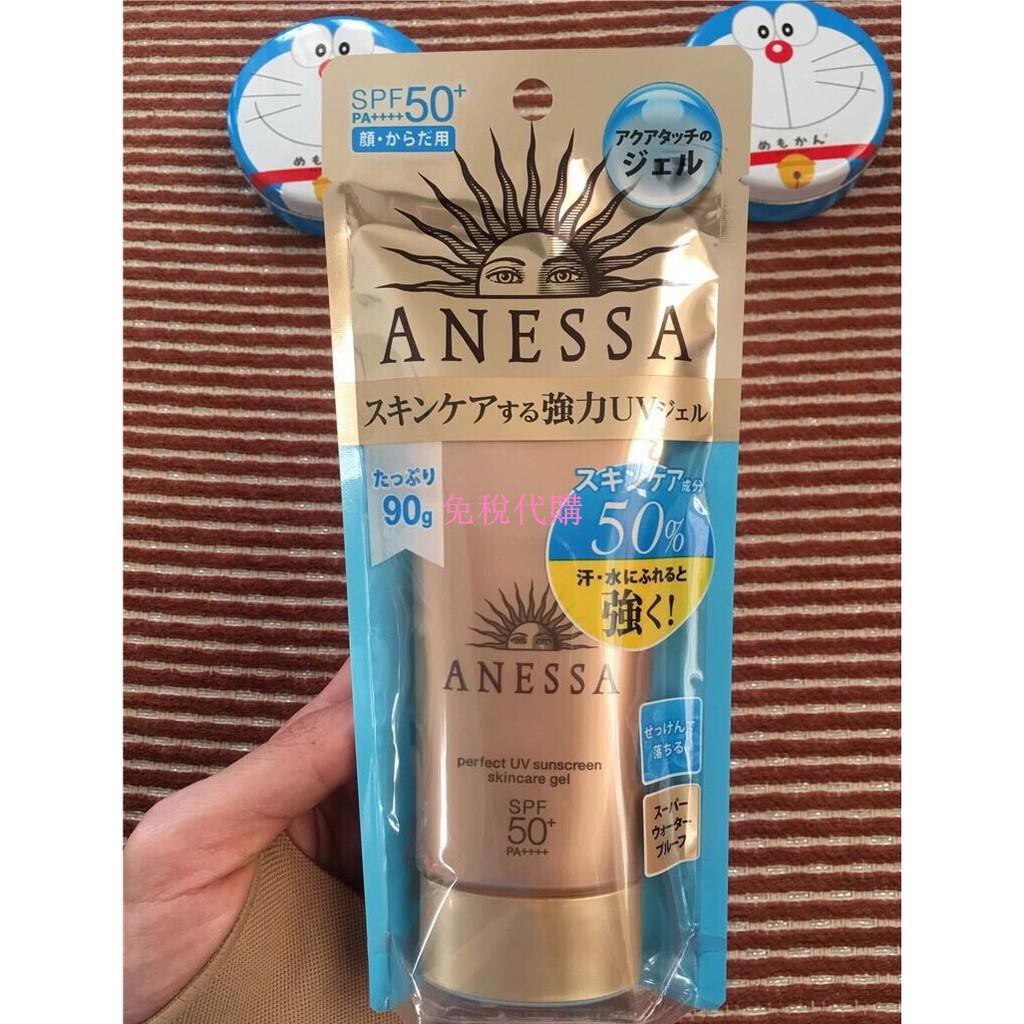 SPF50+
PA++++
顔・からだ用
アクアタッチの
ジェル
めもかん
めもかん
ANESSA
スキンケアする強力UVジェル
たっぷり
90g
免稅代購
スキンケア成分
50%
汗・水にふれると
強く!
ANESSA
perfect UV sunscreen
skincare gel
SPF
50+
PA++++
せっけんで
落ちる
スーパー
ウォーター
プルーフ